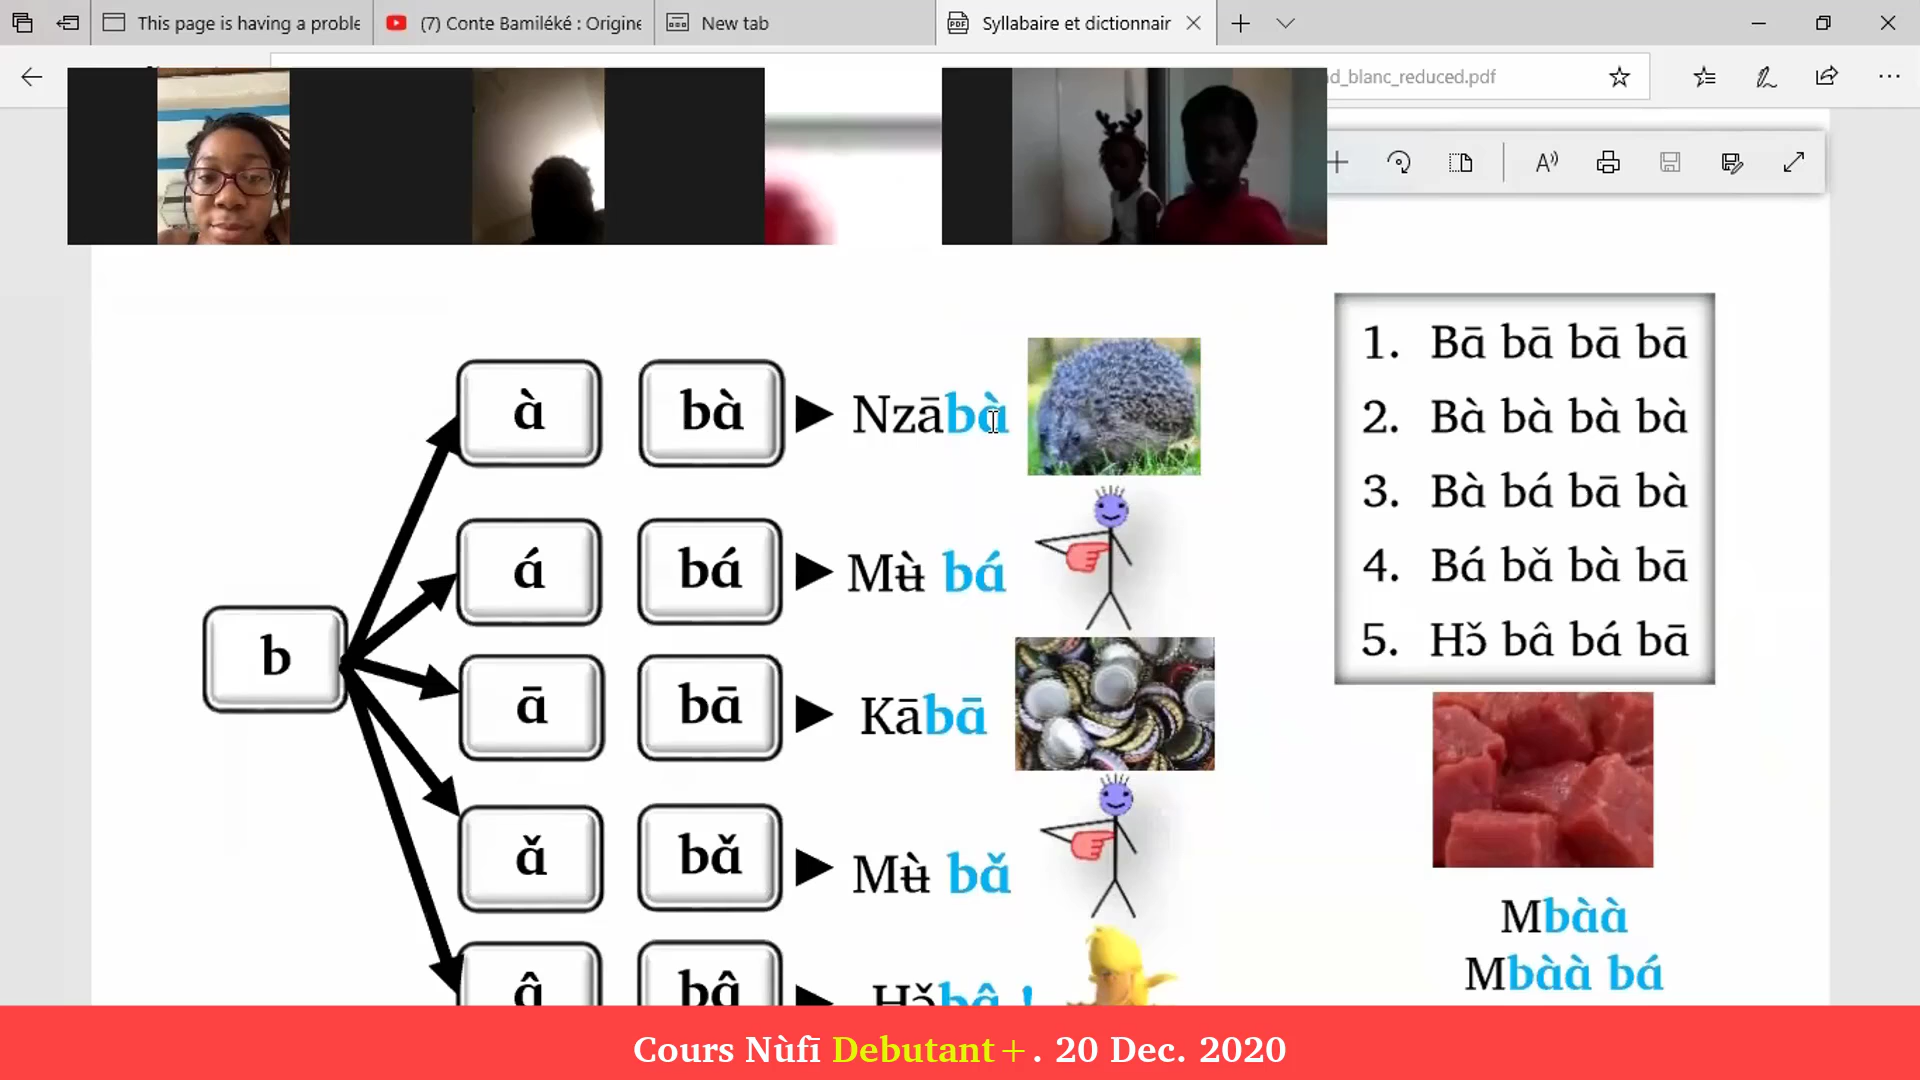 This page is having a proble
(7) Conte Bamiléké : Origine
New tab
Syllabaire et dictionnair
d_blanc_reduced.pdf
à bà Nzābà
á bá Mʉ̀ bá
b
ā bā Kābā
ǎ bǎ Mʉ̀ bǎ
â bâ Hɔ̌bâ !
1. Bā bā bā bā
2. Bà bà bà bà
3. Bà bá bā bà
4. Bá bǎ bà bā
5. Hɔ̌ bâ bá bā
Mbàà
Mbàà bá
Cours Nùfī Debutant+. 20 Dec. 2020